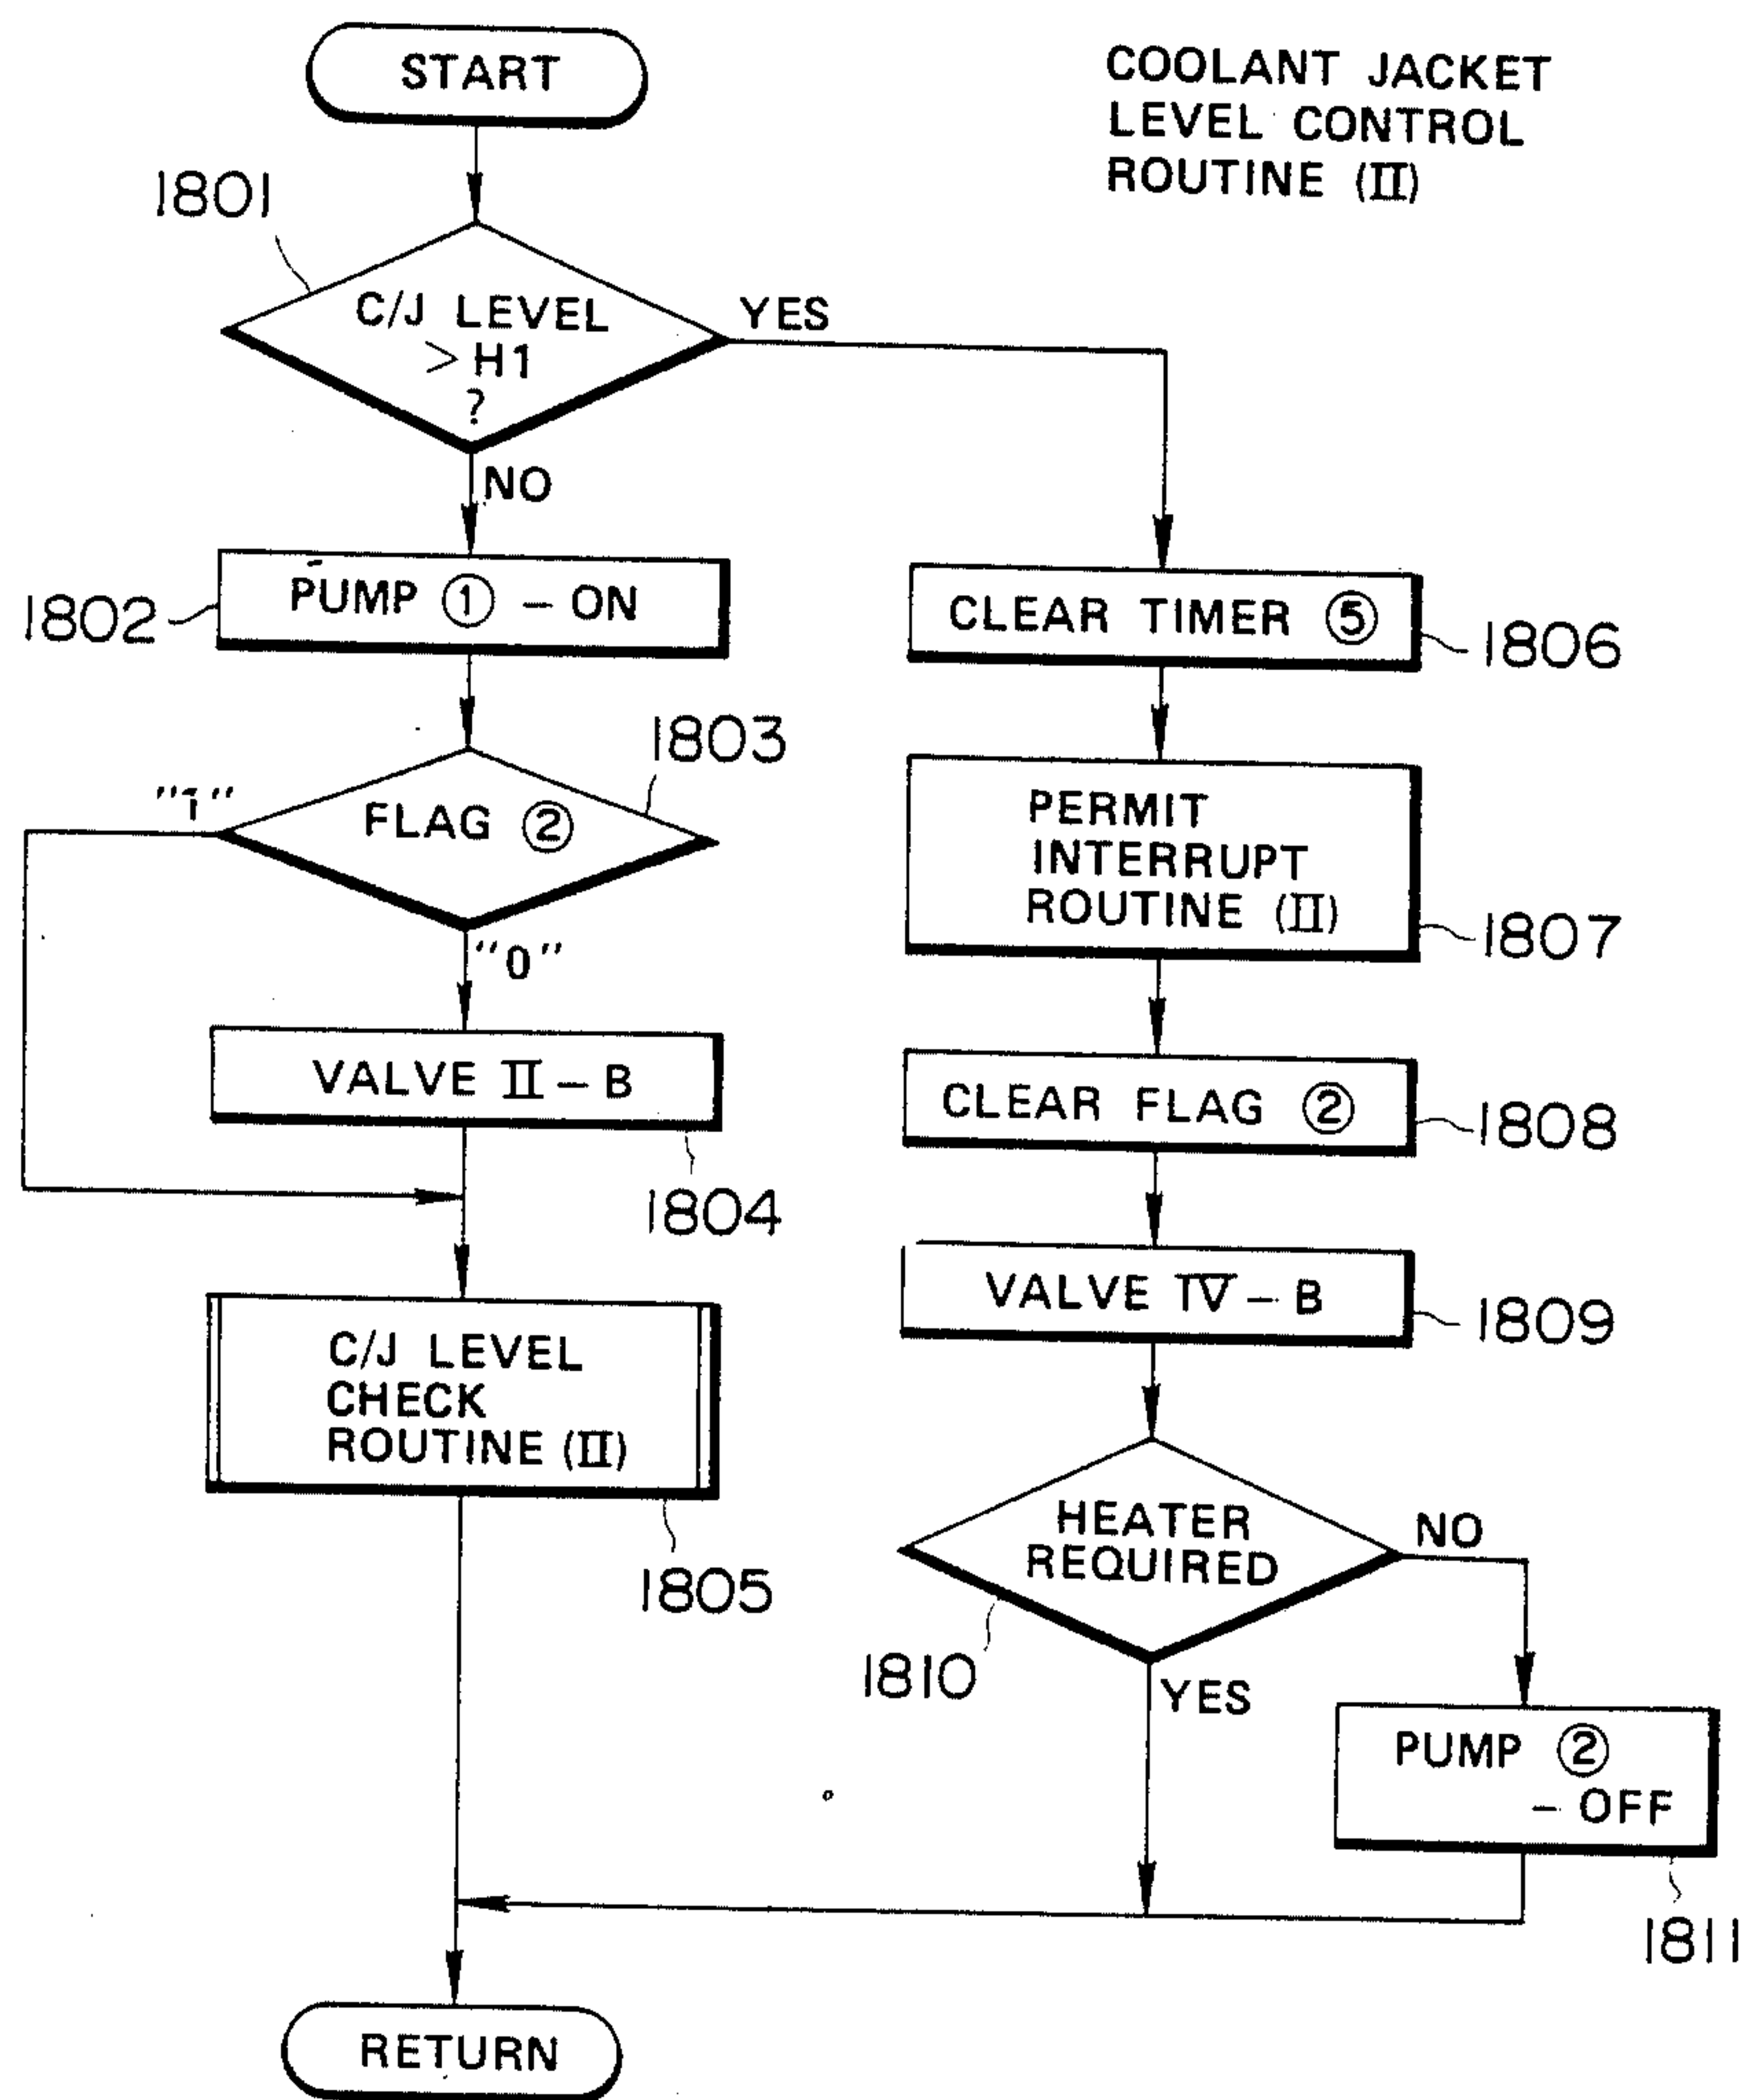 START
COOLANT JACKET
LEVEL CONTROL
ROUTINE (II)
1801
C/J LEVEL
> H1
?
YES
NO
PUMP ① – ON
1802
CLEAR TIMER ⑤
1806
1803
FLAG ②
"1"
"0"
PERMIT
INTERRUPT
ROUTINE (II)
1807
VALVE II – B
1804
CLEAR FLAG ②
1808
VALVE IV – B
1809
C/J LEVEL
CHECK
ROUTINE (II)
1805
HEATER
REQUIRED
NO
1810
YES
PUMP ②
– OFF
1811
RETURN